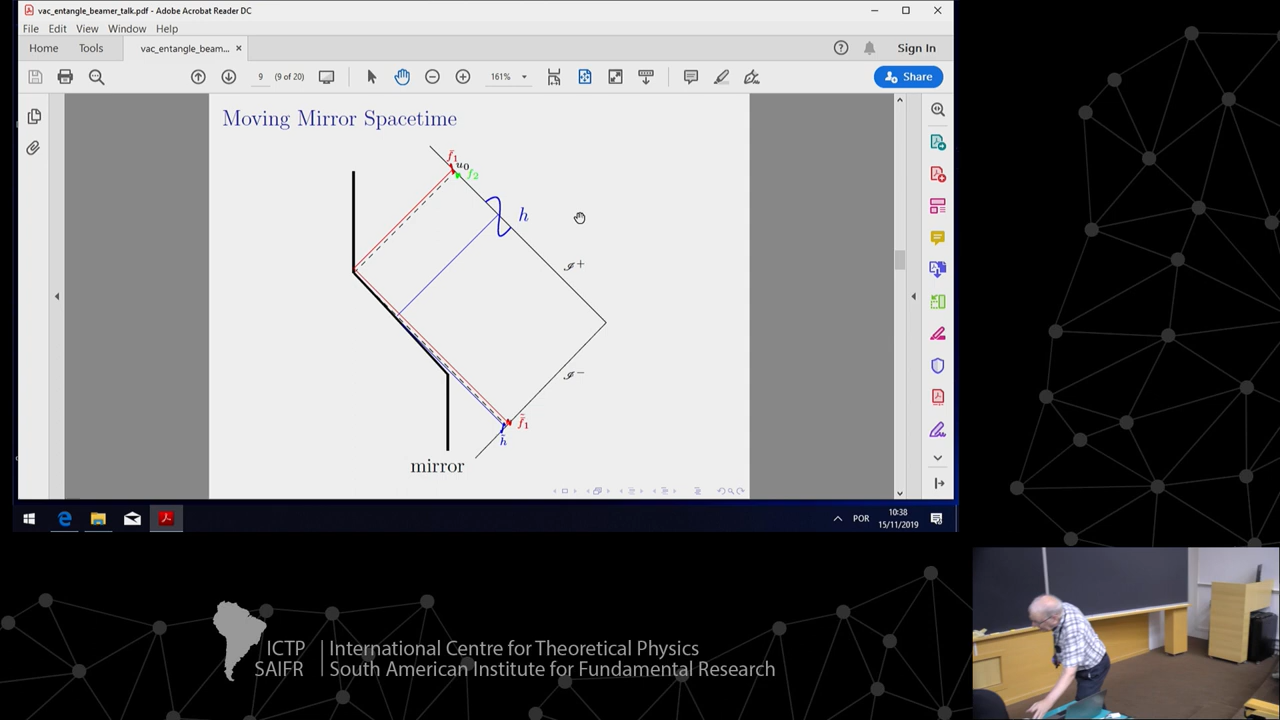 vac_entangle_beamer_talk.pdf - Adobe Acrobat Reader DC
File Edit View Window Help
Home Tools vac_entangle_beam... × Sign In
9 (9 of 20) 161% Share
Moving Mirror Spacetime
f̄₁
u₀
f₂
h
𝓘⁺
𝓘⁻
mirror
POR
10:38
15/11/2019
ICTP
SAIFR
International Centre for Theoretical Physics
South American Institute for Fundamental Research